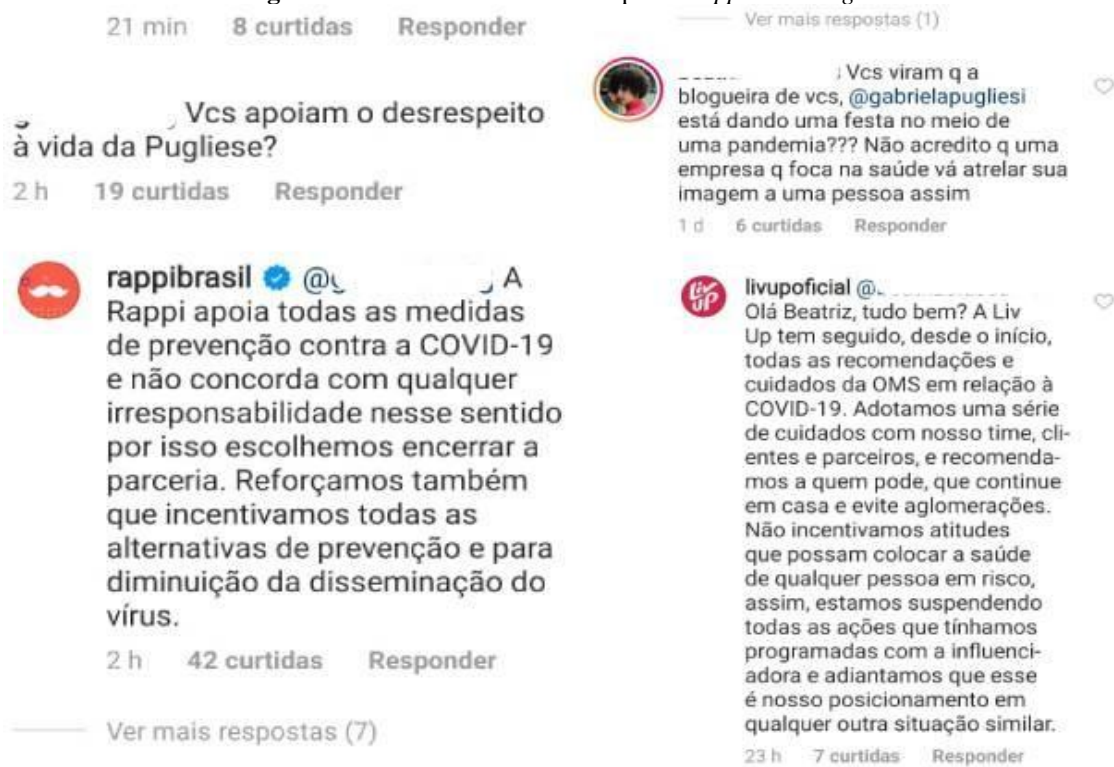 21 min 8 curtidas Responder
Vcs apoiam o desrespeito
à vida da Pugliese?
2 h 19 curtidas Responder
rappibrasil @ A
Rappi apoia todas as medidas
de prevenção contra a COVID-19
e não concorda com qualquer
irresponsabilidade nesse sentido
por isso escolhemos encerrar a
parceria. Reforçamos também
que incentivamos todas as
alternativas de prevenção e para
diminuição da disseminação do
vírus.
2 h 42 curtidas Responder
Ver mais respostas (7)
Ver mais respostas (1)
Vcs viram q a
blogueira de vcs, @gabrielapugliesi
está dando uma festa no meio de
uma pandemia??? Não acredito q uma
empresa q foca na saúde vá atrelar sua
imagem a uma pessoa assim
1 d 6 curtidas Responder
Liv UP
livupoficial @
Olá Beatriz, tudo bem? A Liv
Up tem seguido, desde o início,
todas as recomendações e
cuidados da OMS em relação à
COVID-19. Adotamos uma série
de cuidados com nosso time, cli-
entes e parceiros, e recomenda-
mos a quem pode, que continue
em casa e evite aglomerações.
Não incentivamos atitudes
que possam colocar a saúde
de qualquer pessoa em risco,
assim, estamos suspendendo
todas as ações que tínhamos
programadas com a influenci-
adora e adiantamos que esse
é nosso posicionamento em
qualquer outra situação similar.
23 h 7 curtidas Responder